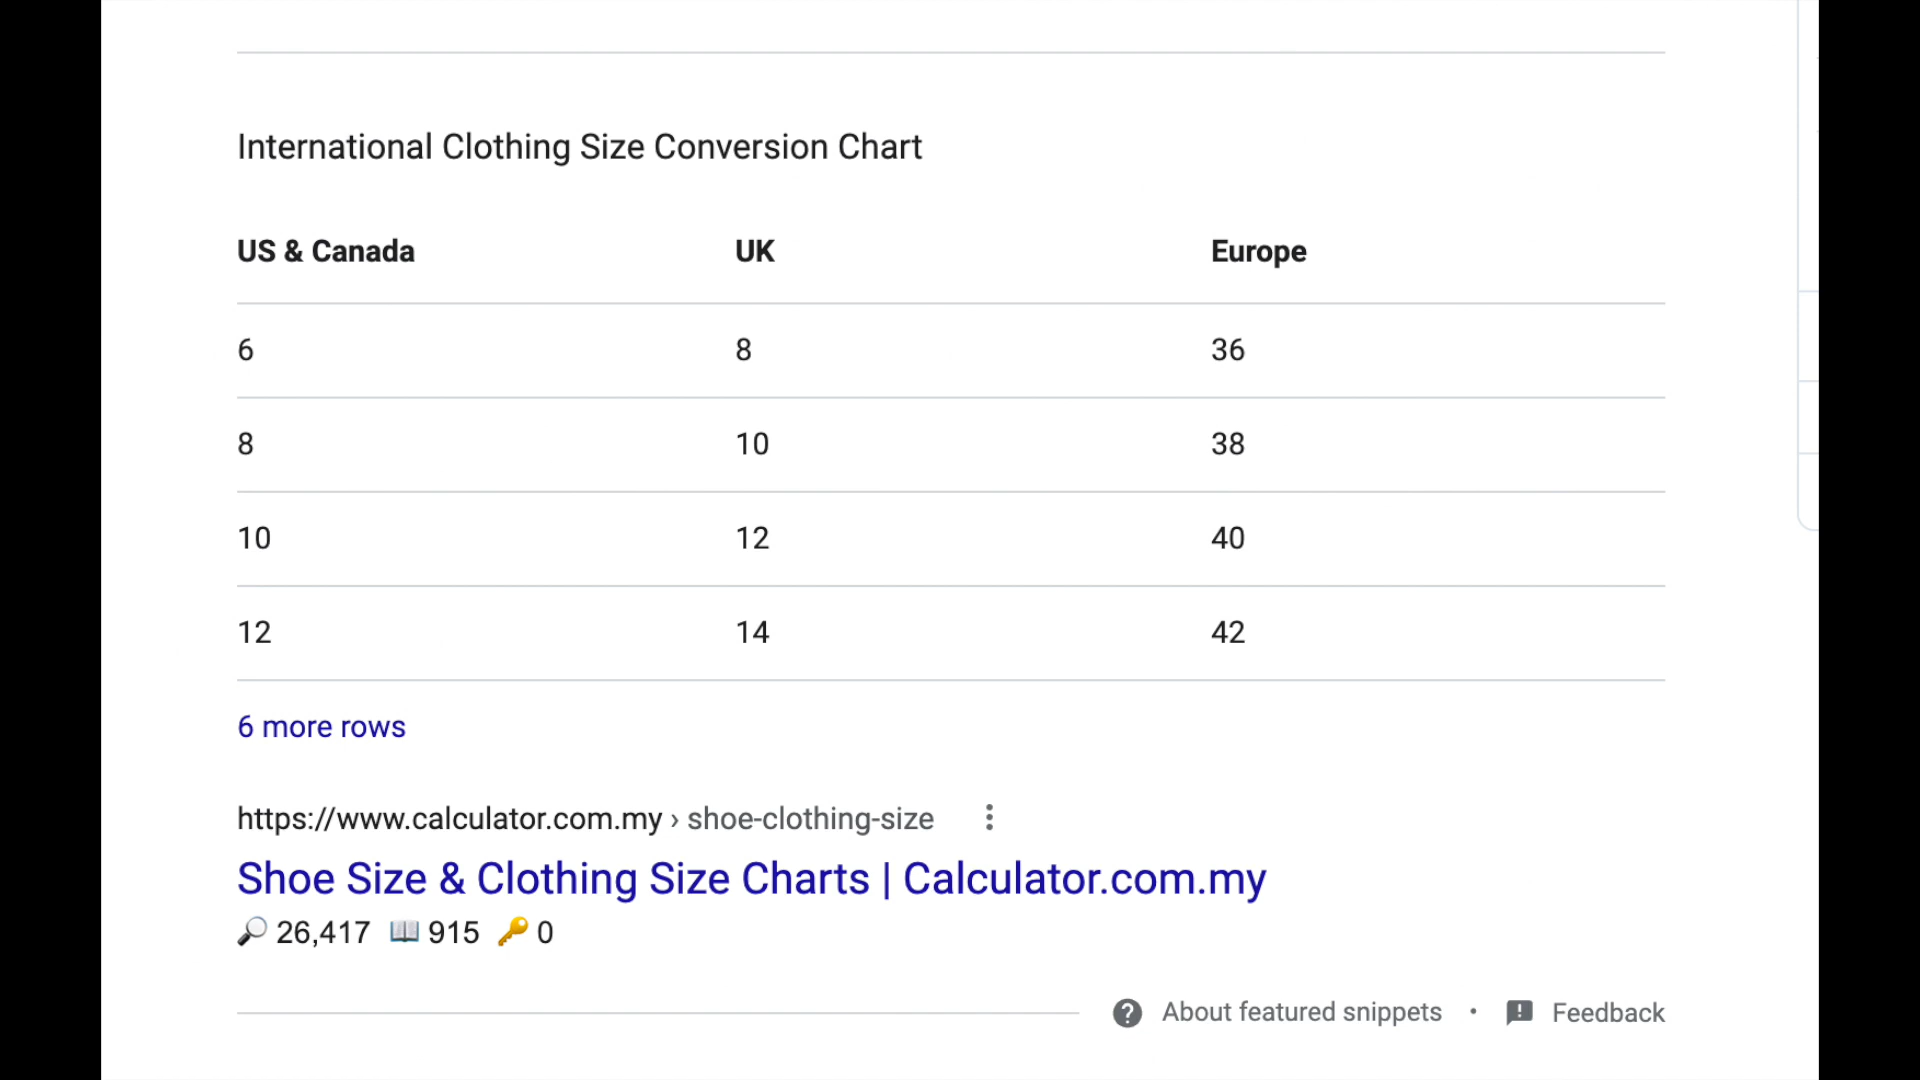 International Clothing Size Conversion Chart
US & Canada UK Europe
6 8 36
8 10 38
10 12 40
12 14 42
6 more rows
https://www.calculator.com.my › shoe-clothing-size
Shoe Size & Clothing Size Charts | Calculator.com.my
26,417 915 0
About featured snippets • Feedback